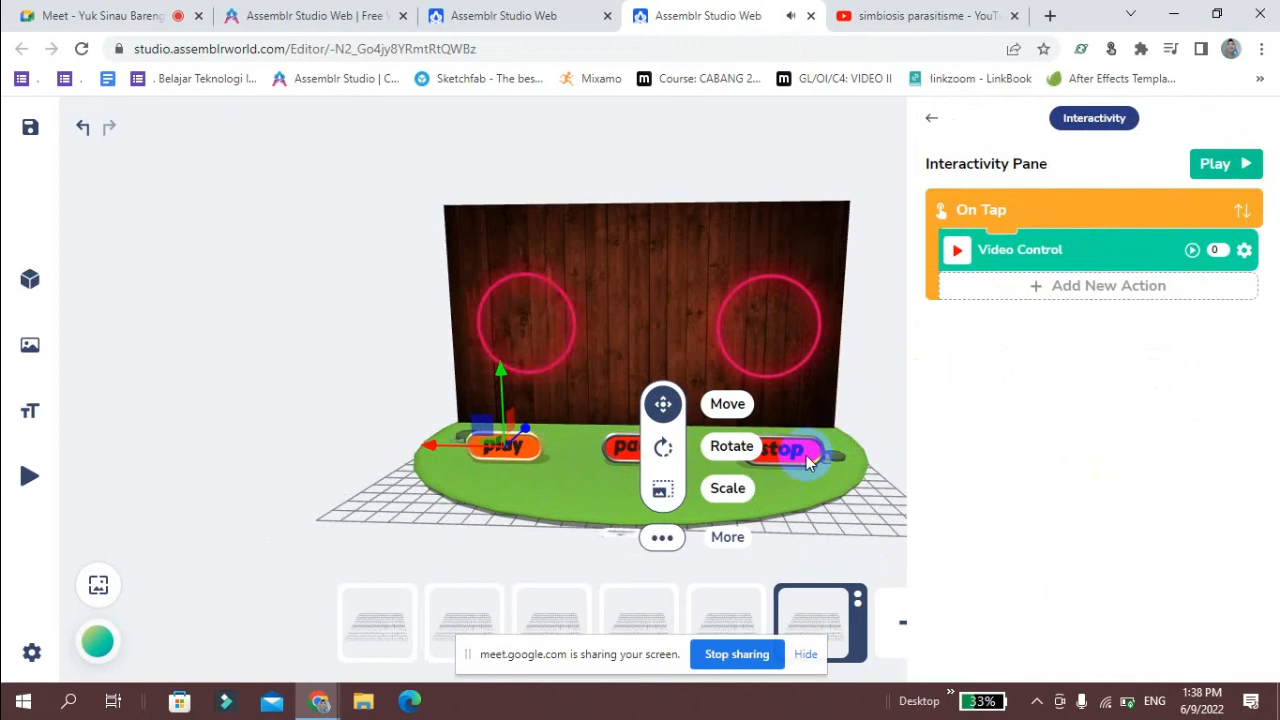 Meet - Yuk Sinau Bareng
Assemblr Studio Web | Free
Assemblr Studio Web
Assemblr Studio Web
simbiosis parasitisme - YouT
studio.assemblrworld.com/Editor/-N2_Go4jy8YRmtRtQWBz
. Belajar Teknologi I...
Assemblr Studio | C...
Sketchfab - The bes...
Mixamo
Course: CABANG 2...
GL/OI/C4: VIDEO II
linkzoom - LinkBook
After Effects Templa...
»
Interactivity
Interactivity Pane
Play
On Tap
Video Control
0
+ Add New Action
play
pa
stop
Move
Rotate
Scale
More
meet.google.com is sharing your screen.
Stop sharing
Hide
Desktop
»
33%
ENG
1:38 PM
6/9/2022